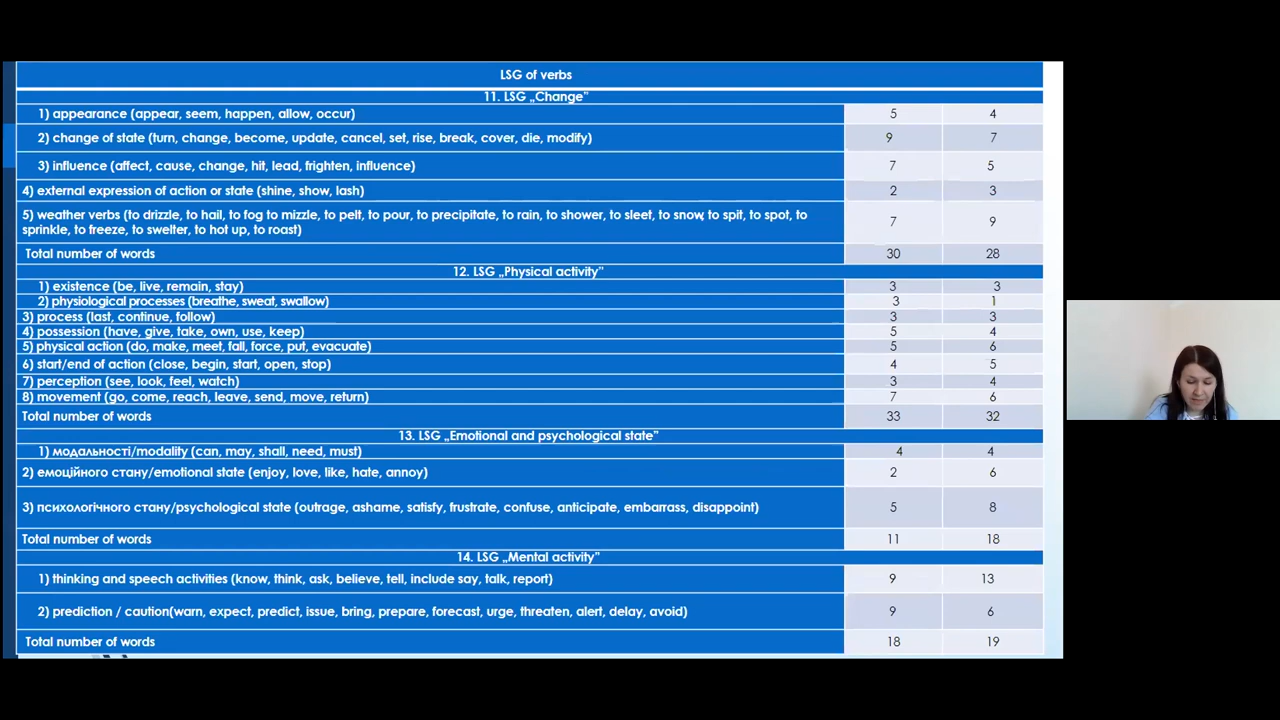 LSG of verbs
11. LSG „Change”
1) appearance (appear, seem, happen, allow, occur) 5 4
2) change of state (turn, change, become, update, cancel, set, rise, break, cover, die, modify) 9 7
3) influence (affect, cause, change, hit, lead, frighten, influence) 7 5
4) external expression of action or state (shine, show, lash) 2 3
5) weather verbs (to drizzle, to hail, to fog to mizzle, to pelt, to pour, to precipitate, to rain, to shower, to sleet, to snow, to spit, to spot, to
sprinkle, to freeze, to swelter, to hot up, to roast) 7 9
Total number of words 30 28
12. LSG „Physical activity”
1) existence (be, live, remain, stay) 3 3
2) physiological processes (breathe, sweat, swallow) 3 1
3) process (last, continue, follow) 3 3
4) possession (have, give, take, own, use, keep) 5 4
5) physical action (do, make, meet, fall, force, put, evacuate) 5 6
6) start/end of action (close, begin, start, open, stop) 4 5
7) perception (see, look, feel, watch) 3 4
8) movement (go, come, reach, leave, send, move, return) 7 6
Total number of words 33 32
13. LSG „Emotional and psychological state”
1) модальності/modality (can, may, shall, need, must) 4 4
2) емоційного стану/emotional state (enjoy, love, like, hate, annoy) 2 6
3) психологічного стану/psychological state (outrage, ashame, satisfy, frustrate, confuse, anticipate, embarrass, disappoint) 5 8
Total number of words 11 18
14. LSG „Mental activity”
1) thinking and speech activities (know, think, ask, believe, tell, include say, talk, report) 9 13
2) prediction / caution(warn, expect, predict, issue, bring, prepare, forecast, urge, threaten, alert, delay, avoid) 9 6
Total number of words 18 19